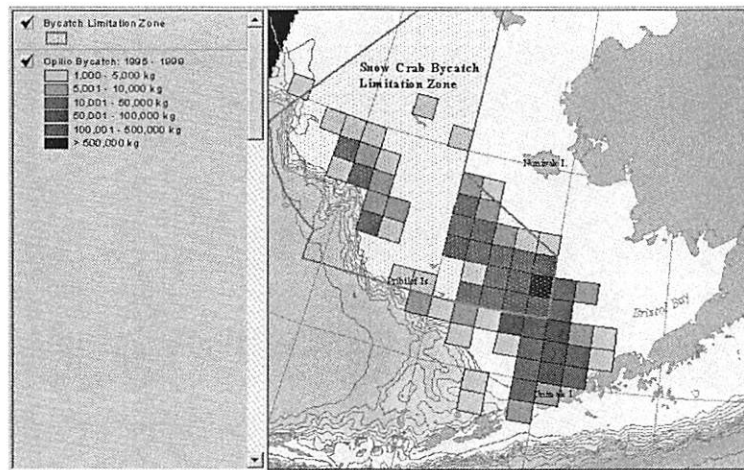 Bycatch Limitation Zone
Opilio Bycatch: 1995 - 1999
1,000 - 5,000 kg
5,001 - 10,000 kg
10,001 - 50,000 kg
50,001 - 100,000 kg
100,001 - 500,000 kg
> 500,000 kg
Snow Crab Bycatch
Limitation Zone
Nunivak I.
Pribilof Is.
Bristol Bay
Unimak I.